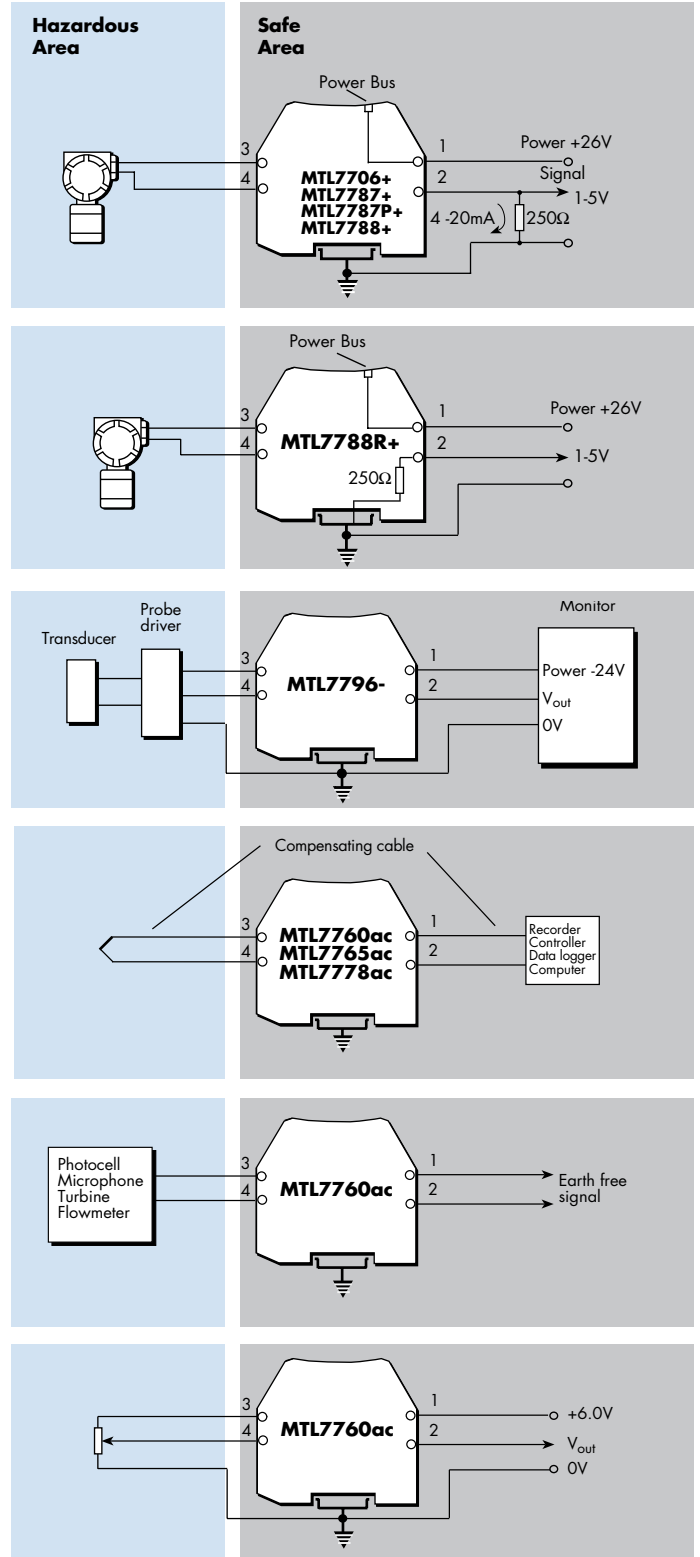 Hazardous
Area
Safe
Area
Power Bus
3
4
MTL7706+
MTL7787+
MTL7787P+
MTL7788+
1
2
Power +26V
Signal
1-5V
4 -20mA
250Ω
Power Bus
3
4
MTL7788R+
250Ω
1
2
Power +26V
1-5V
Transducer
Probe
driver
3
4
MTL7796-
1
2
Monitor
Power -24V
Vout
0V
Compensating cable
3
4
MTL7760ac
MTL7765ac
MTL7778ac
1
2
Recorder
Controller
Data logger
Computer
Photocell
Microphone
Turbine
Flowmeter
3
4
MTL7760ac
1
2
Earth free
signal
3
4
MTL7760ac
1
2
+6.0V
Vout
0V